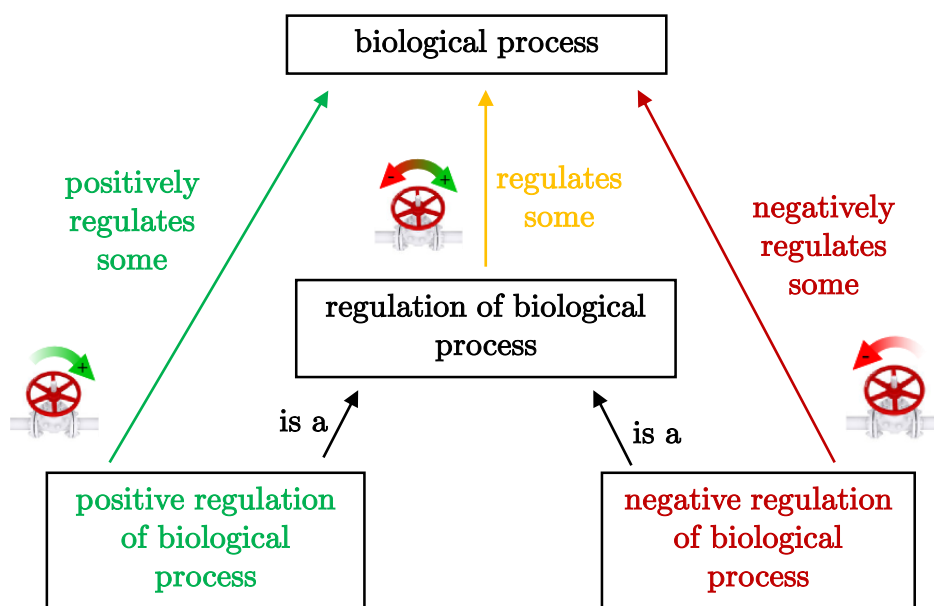 biological process
positively
regulates
some
-
+
regulates
some
negatively
regulates
some
regulation of biological
process
+
-
is a
is a
positive regulation
of biological
process
negative regulation
of biological
process